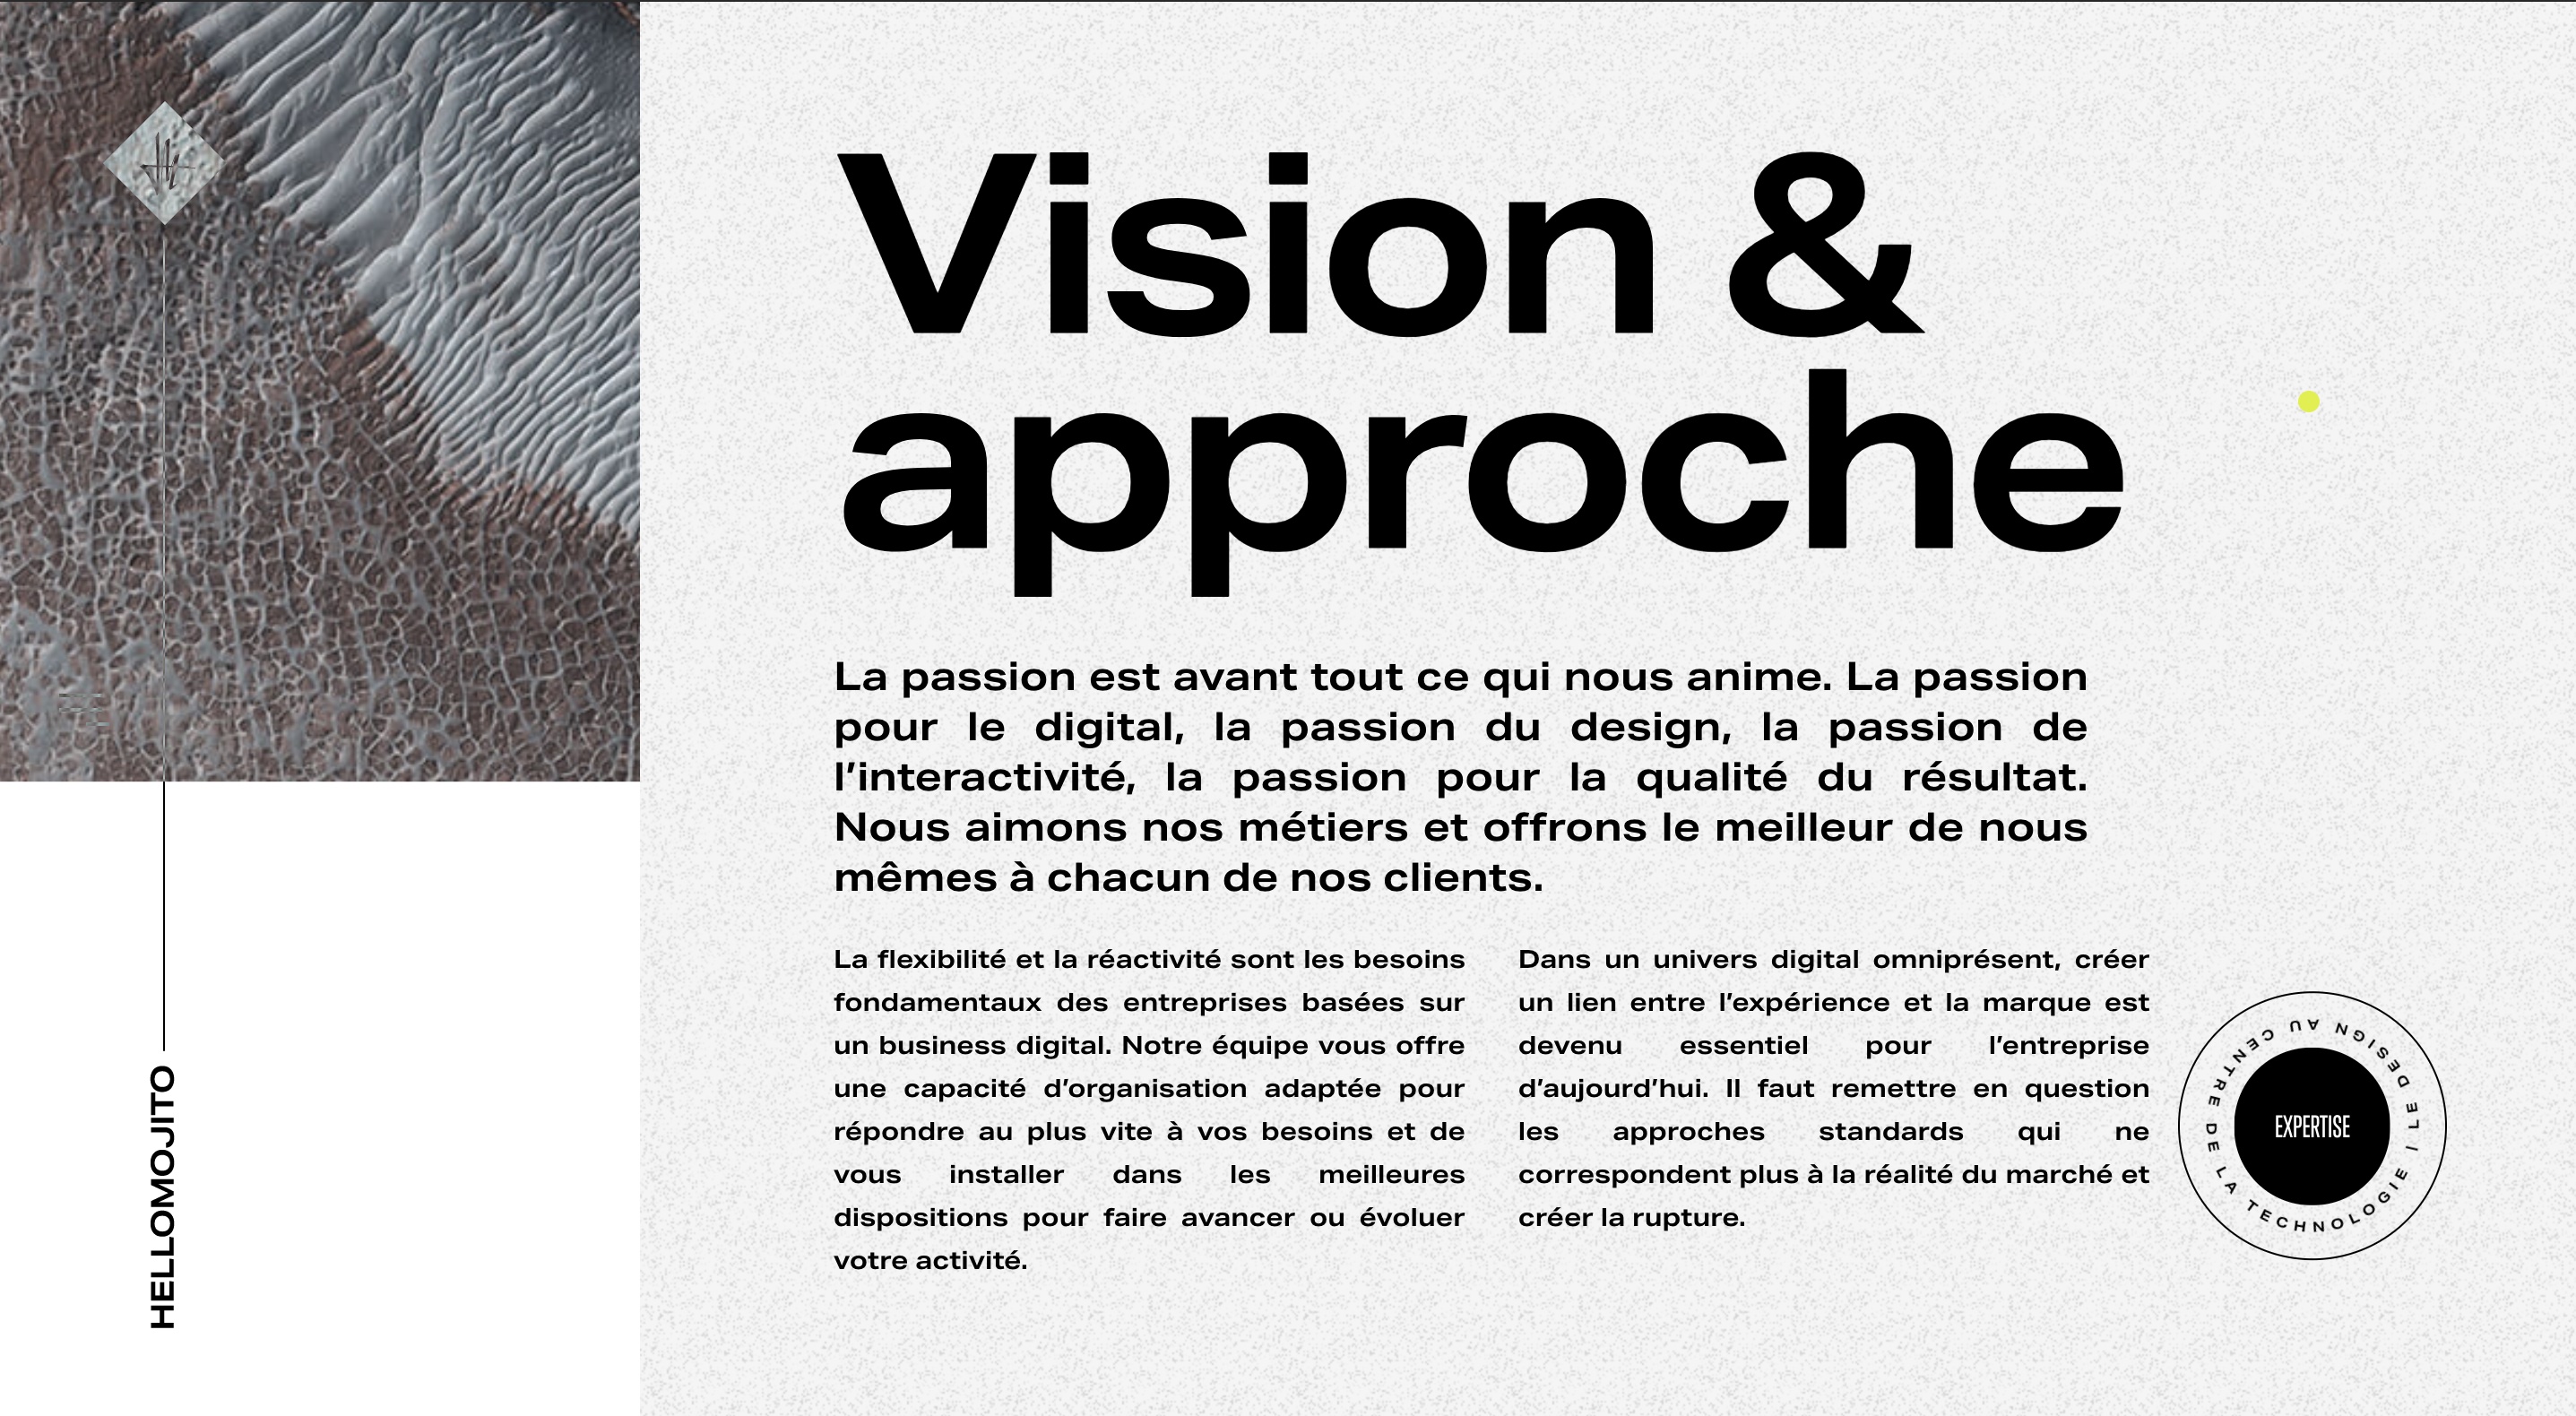 Vision &
approche
La passion est avant tout ce qui nous anime. La passion
pour le digital, la passion du design, la passion de
l’interactivité, la passion pour la qualité du résultat.
Nous aimons nos métiers et offrons le meilleur de nous
mêmes à chacun de nos clients.
La flexibilité et la réactivité sont les besoins
fondamentaux des entreprises basées sur
un business digital. Notre équipe vous offre
une capacité d’organisation adaptée pour
répondre au plus vite à vos besoins et de
vous installer dans les meilleures
dispositions pour faire avancer ou évoluer
votre activité.
Dans un univers digital omniprésent, créer
un lien entre l’expérience et la marque est
devenu essentiel pour l’entreprise
d’aujourd’hui. Il faut remettre en question
les approches standards qui ne
correspondent plus à la réalité du marché et
créer la rupture.
LE DESIGN AU CENTRE DE LA TECHNOLOGIE /
EXPERTISE
HELLOMOJITO